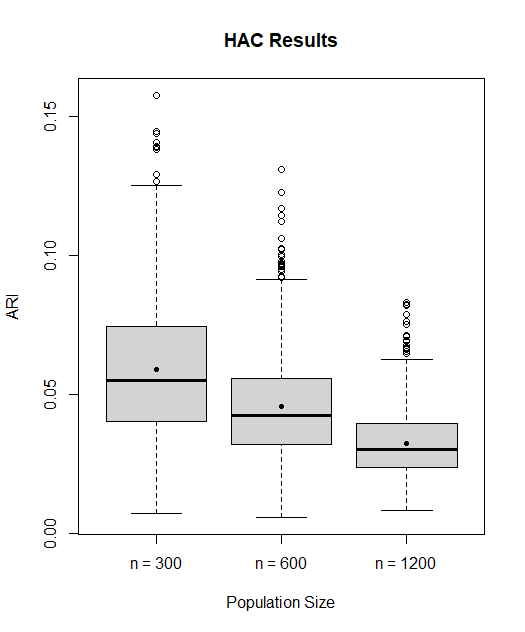 HAC Results
ARI
0.15
0.10
0.05
0.00
n = 300
n = 600
n = 1200
Population Size